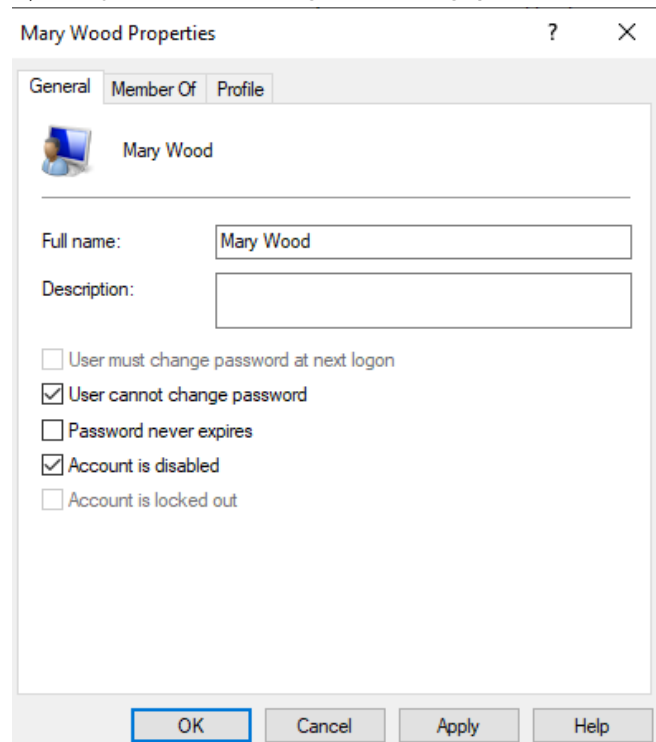 Mary Wood Properties ? ×
General Member Of Profile
Mary Wood
Full name: Mary Wood
Description:
User must change password at next logon
User cannot change password
Password never expires
Account is disabled
Account is locked out
OK Cancel Apply Help